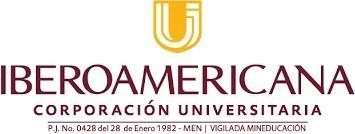 IBEROAMERICANA
CORPORACIÓN UNIVERSITARIA
P.J. No. 0428 del 28 de Enero 1982 - MEN | VIGILADA MINEDUCACIÓN